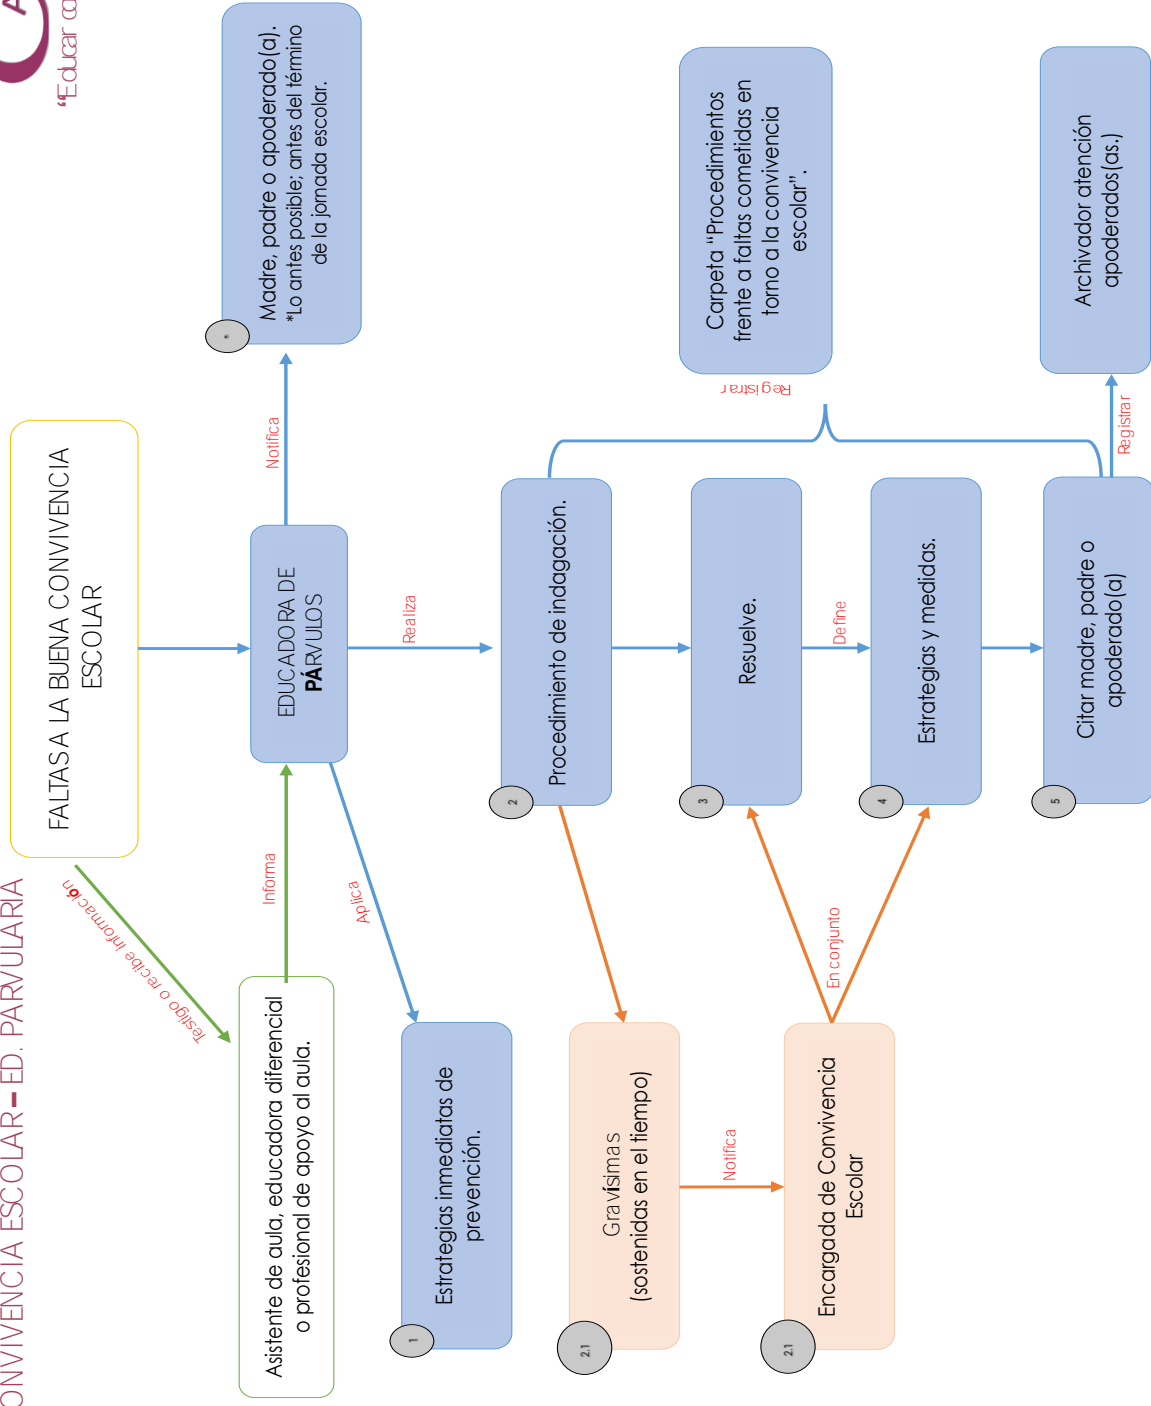 ONVIVENCIA ESCOLAR – ED. PARVULARIA
"Educar
FALTAS A LA BUENA CONVIVENCIA
ESCOLAR
Testigo o recibe información
Asistente de aula, educadora diferencial
o profesional de apoyo al aula.
Informa
EDUCADORA DE
PÁRVULOS
Notifica
*
Madre, padre o apoderado(a).
*Lo antes posible; antes del término
de la jornada escolar.
Aplica
1
Estrategias inmediatas de
prevención.
Realiza
2
Procedimiento de indagación.
2.1
Gravísimas
(sostenidas en el tiempo)
Notifica
2.1
Encargada de Convivencia
Escolar
En conjunto
3
Resuelve.
Define
4
Estrategias y medidas.
5
Citar madre, padre o
apoderado(a)
Registrar
Carpeta "Procedimientos
frente a faltas cometidas en
torno a la convivencia
escolar".
Registrar
Archivador atención
apoderados(as.)